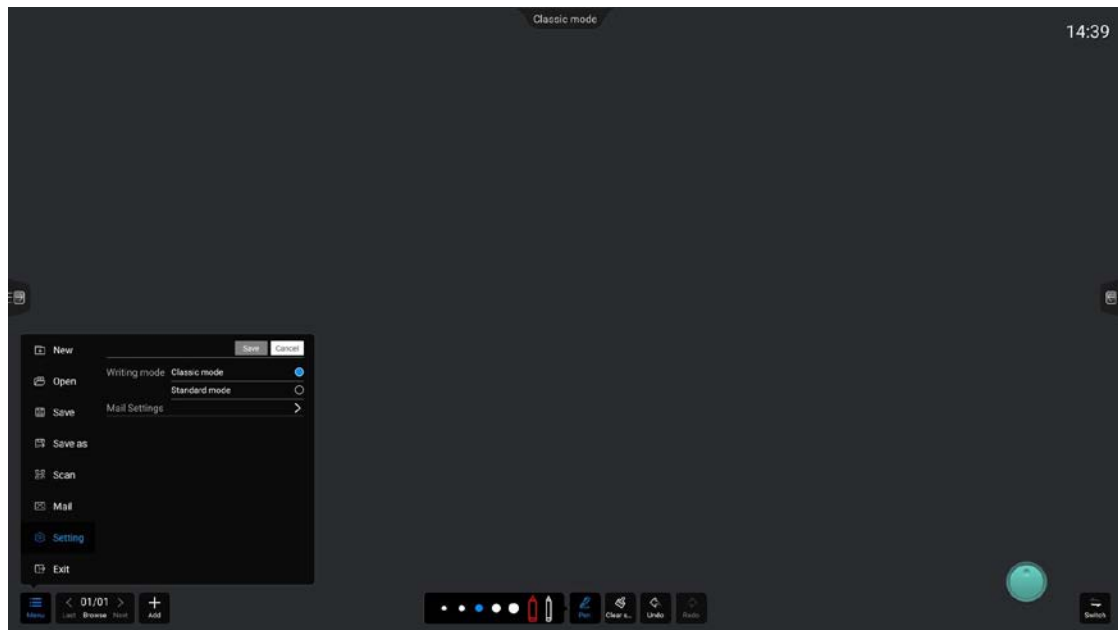 Classic mode
14:39
New
Save Cancel
Writing mode Classic mode
Open
Standard mode
Save
Mail Settings
Save as
Scan
Mail
Setting
Exit
Menu
01/01
Last Browse Next
Add
Pen
Clear s...
Undo
Redo
Switch